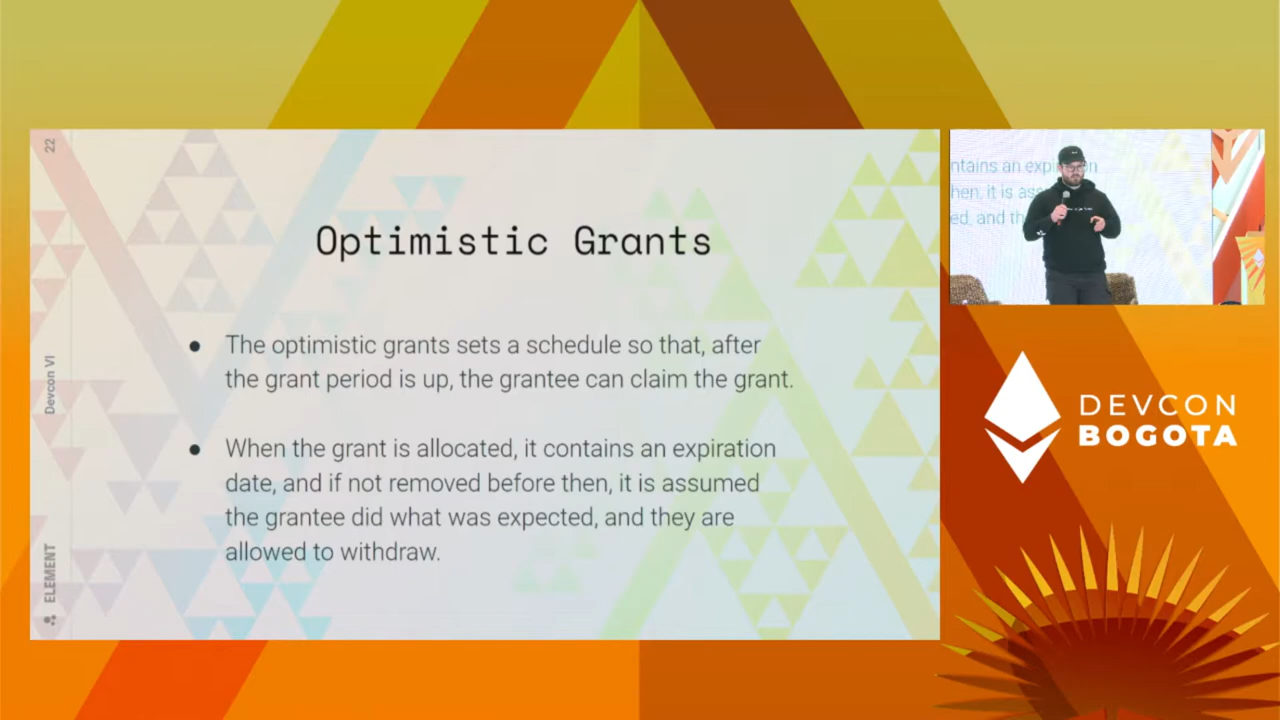 22
Devcon VI
ELEMENT
Optimistic Grants
● The optimistic grants sets a schedule so that, after
the grant period is up, the grantee can claim the grant.
● When the grant is allocated, it contains an expiration
date, and if not removed before then, it is assumed
the grantee did what was expected, and they are
allowed to withdraw.
ntains an exp
hen, it is ass
ed, and th
DEVCON
BOGOTA